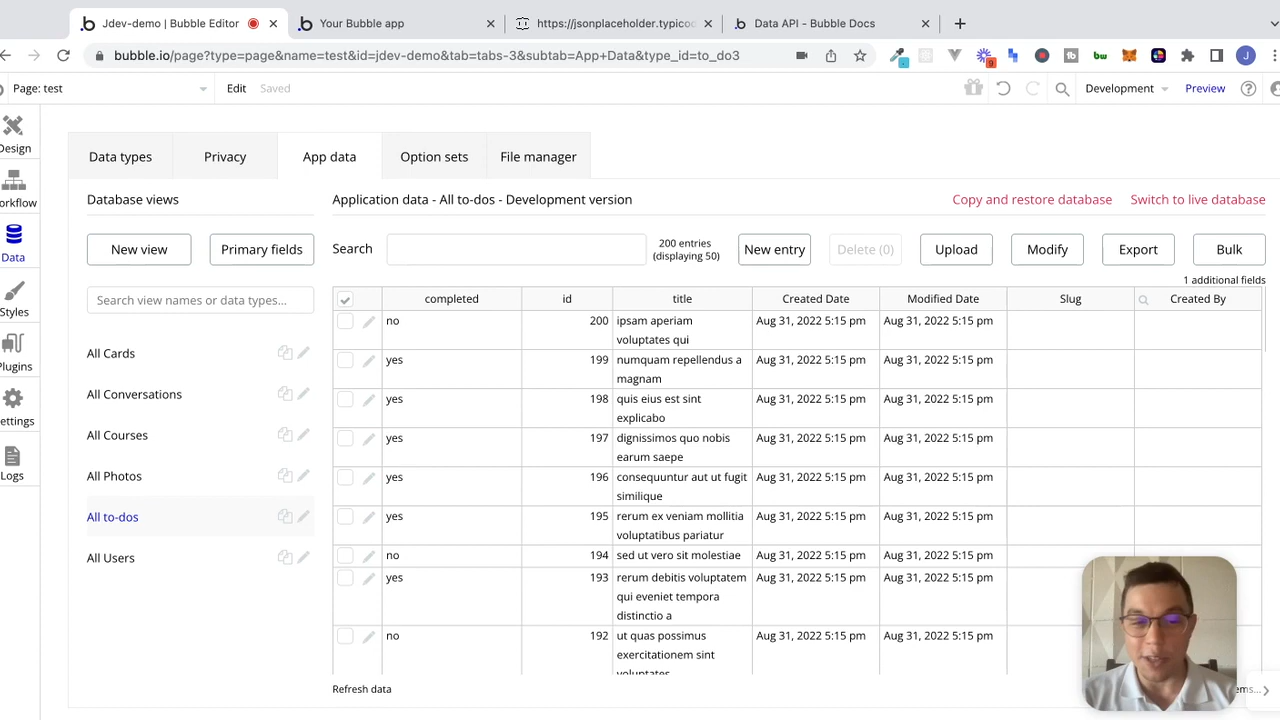 Jdev-demo | Bubble Editor
Your Bubble app
https://jsonplaceholder.typicod
Data API - Bubble Docs
bubble.io/page?type=page&name=test&id=jdev-demo&tab=tabs-3&subtab=App+Data&type_id=to_do3
9
J
Page: test
Edit
Saved
Development
Preview
Design
orkflow
Data
Styles
Plugins
ettings
Logs
Data types
Privacy
App data
Option sets
File manager
Database views
Application data - All to-dos - Development version
Copy and restore database
Switch to live database
New view
Primary fields
Search
200 entries
(displaying 50)
New entry
Delete (0)
Upload
Modify
Export
Bulk
1 additional fields
Search view names or data types...
All Cards
All Conversations
All Courses
All Photos
All to-dos
All Users
completed id title Created Date Modified Date Slug Created By
no 200 ipsam aperiam Aug 31, 2022 5:15 pm Aug 31, 2022 5:15 pm
voluptates qui
yes 199 numquam repellendus a Aug 31, 2022 5:15 pm Aug 31, 2022 5:15 pm
magnam
yes 198 quis eius est sint Aug 31, 2022 5:15 pm Aug 31, 2022 5:15 pm
explicabo
yes 197 dignissimos quo nobis Aug 31, 2022 5:15 pm Aug 31, 2022 5:15 pm
earum saepe
yes 196 consequuntur aut ut fugit Aug 31, 2022 5:15 pm Aug 31, 2022 5:15 pm
similique
yes 195 rerum ex veniam mollitia Aug 31, 2022 5:15 pm Aug 31, 2022 5:15 pm
voluptatibus pariatur
no 194 sed ut vero sit molestiae Aug 31, 2022 5:15 pm Aug 31, 2022 5:15 pm
yes 193 rerum debitis voluptatem Aug 31, 2022 5:15 pm Aug 31, 2022 5:15 pm
qui eveniet tempora
distinctio a
no 192 ut quas possimus Aug 31, 2022 5:15 pm Aug 31, 2022 5:15 pm
exercitationem sint
voluptates
Refresh data
ems...